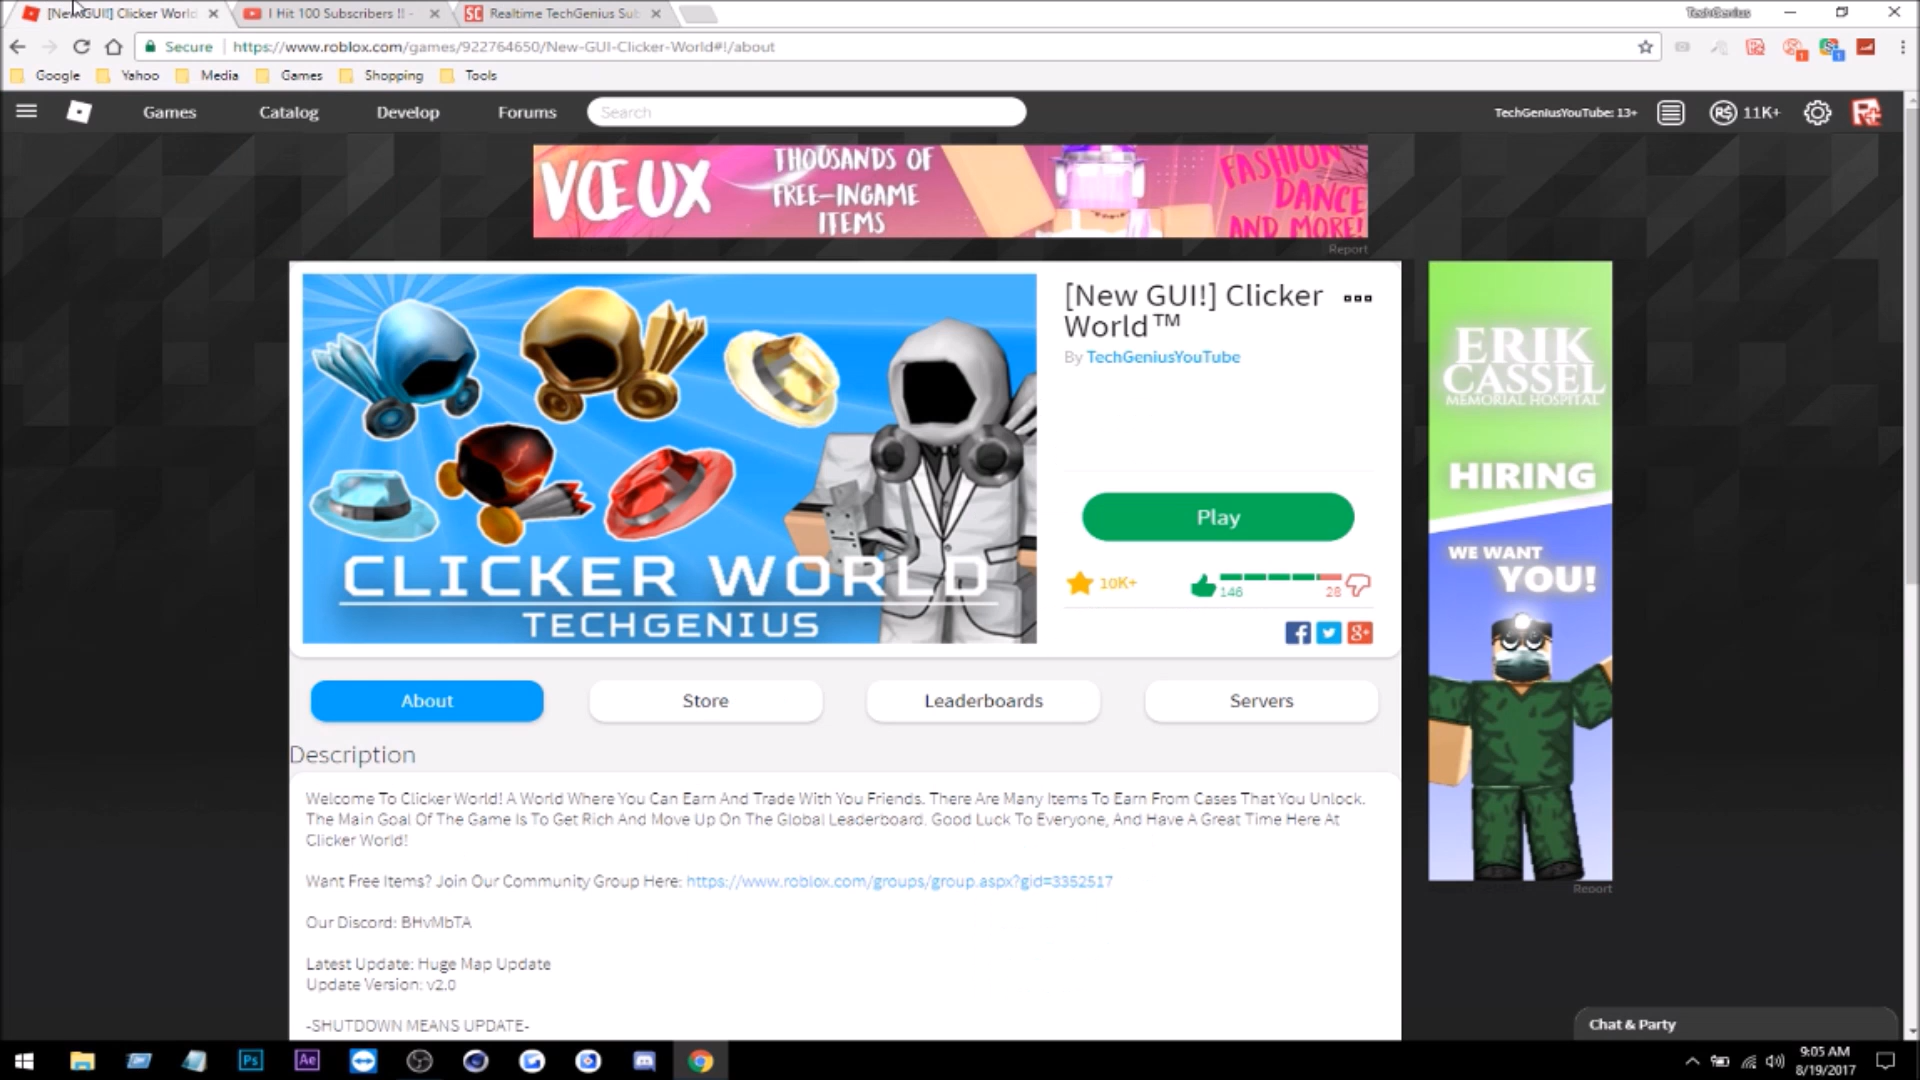 [New GUI!] Clicker World
I Hit 100 Subscribers !! -
SC Realtime TechGenius Sub
TechGenius
Secure https://www.roblox.com/games/922764650/New-GUI-Clicker-World#!/about
Google Yahoo Media Games Shopping Tools
Games Catalog Develop Forums Search TechGeniusYouTube: 13+ R$ 11K+
VŒUX
THOUSANDS OF
FREE-INGAME
ITEMS
FASHION
DANCE
AND MORE!
Report
[New GUI!] Clicker
World™
By TechGeniusYouTube
Play
10K+
146
28
CLICKER WORLD
TECHGENIUS
ERIK
CASSEL
MEMORIAL HOSPITAL
HIRING
WE WANT
YOU!
Report
About Store Leaderboards Servers
Description
Welcome To Clicker World! A World Where You Can Earn And Trade With You Friends. There Are Many Items To Earn From Cases That You Unlock.
The Main Goal Of The Game Is To Get Rich And Move Up On The Global Leaderboard. Good Luck To Everyone, And Have A Great Time Here At
Clicker World!
Want Free Items? Join Our Community Group Here: https://www.roblox.com/groups/group.aspx?gid=3352517
Our Discord: BHvMbTA
Latest Update: Huge Map Update
Update Version: v2.0
-SHUTDOWN MEANS UPDATE-
Chat & Party
Ps Ae
9:05 AM
8/19/2017